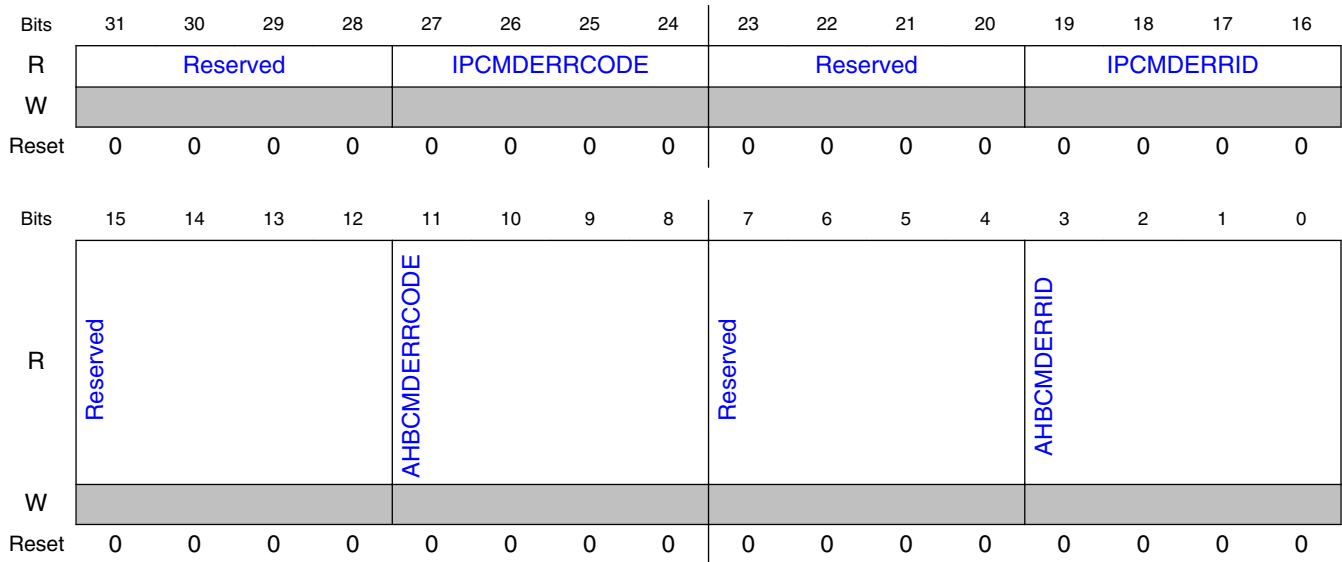 Bits 31 30 29 28 27 26 25 24 23 22 21 20 19 18 17 16
R Reserved IPCMDERRCODE Reserved IPCMDERRID
W
Reset 0 0 0 0 0 0 0 0 0 0 0 0 0 0 0 0
Bits 15 14 13 12 11 10 9 8 7 6 5 4 3 2 1 0
R Reserved AHBCMDERRCODE Reserved AHBCMDERRID
W
Reset 0 0 0 0 0 0 0 0 0 0 0 0 0 0 0 0